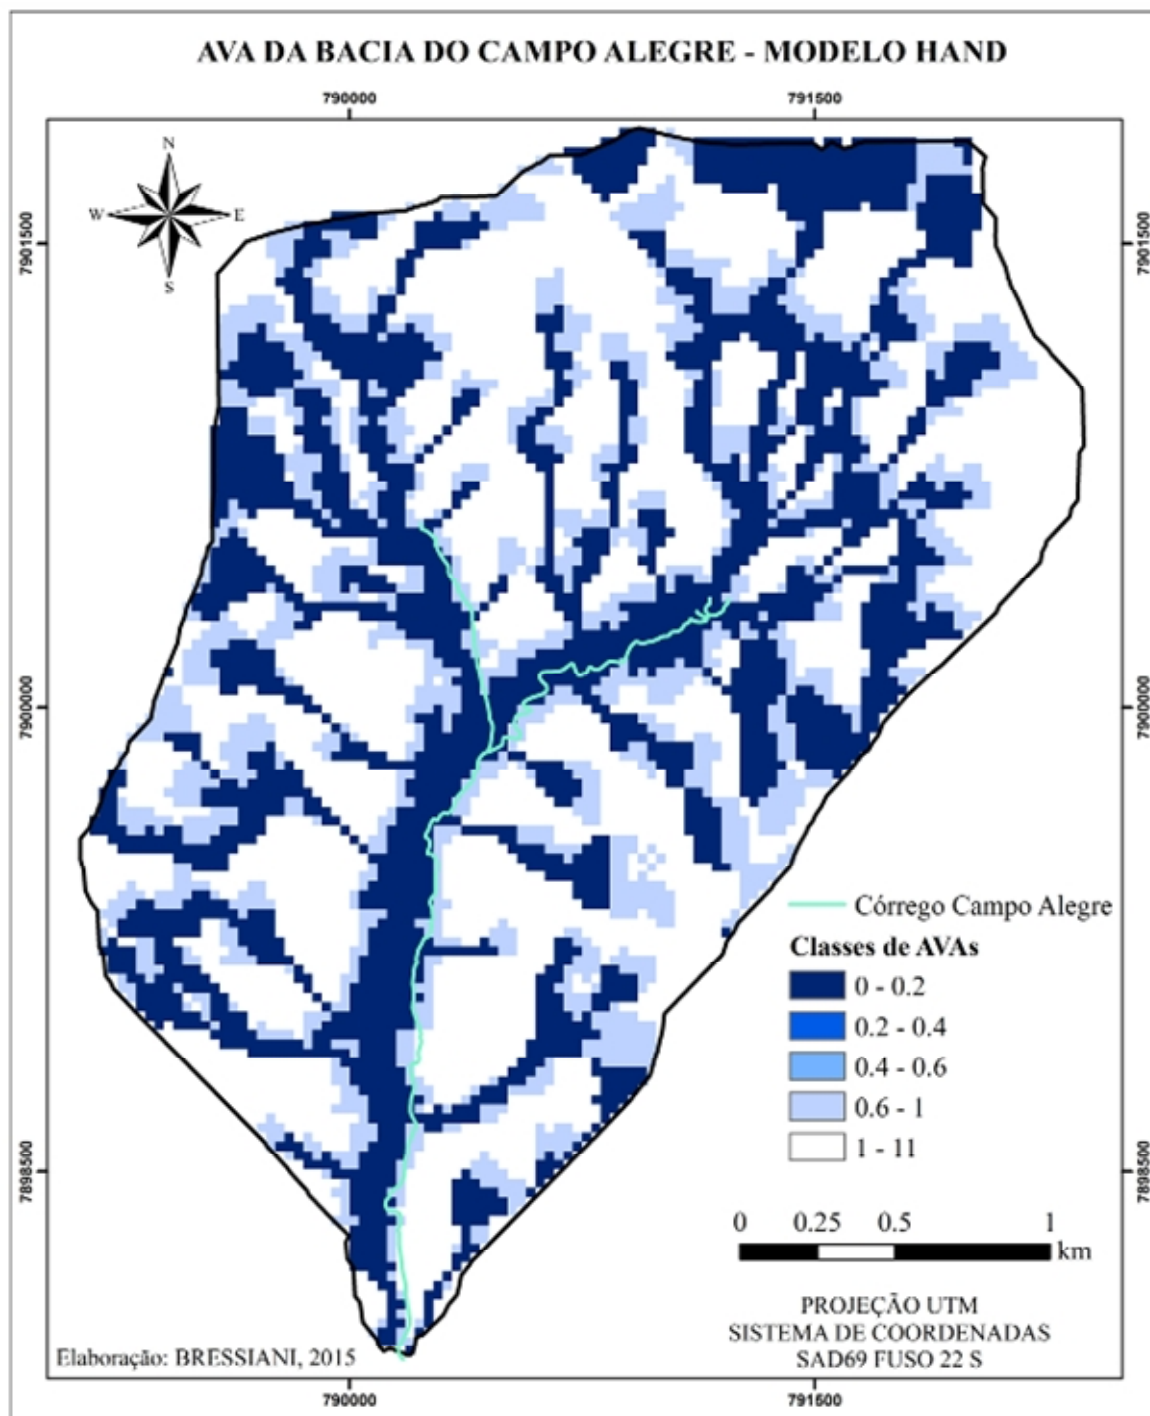 AVA DA BACIA DO CAMPO ALEGRE - MODELO HAND
790000
791500
N
W
E
S
7901500
7901500
7900000
7900000
Córrego Campo Alegre
Classes de AVAs
0 - 0.2
0.2 - 0.4
0.4 - 0.6
0.6 - 1
1 - 11
7898500
7898500
0 0.25 0.5 1
km
PROJEÇÃO UTM
SISTEMA DE COORDENADAS
SAD69 FUSO 22 S
Elaboração: BRESSIANI, 2015
790000
791500